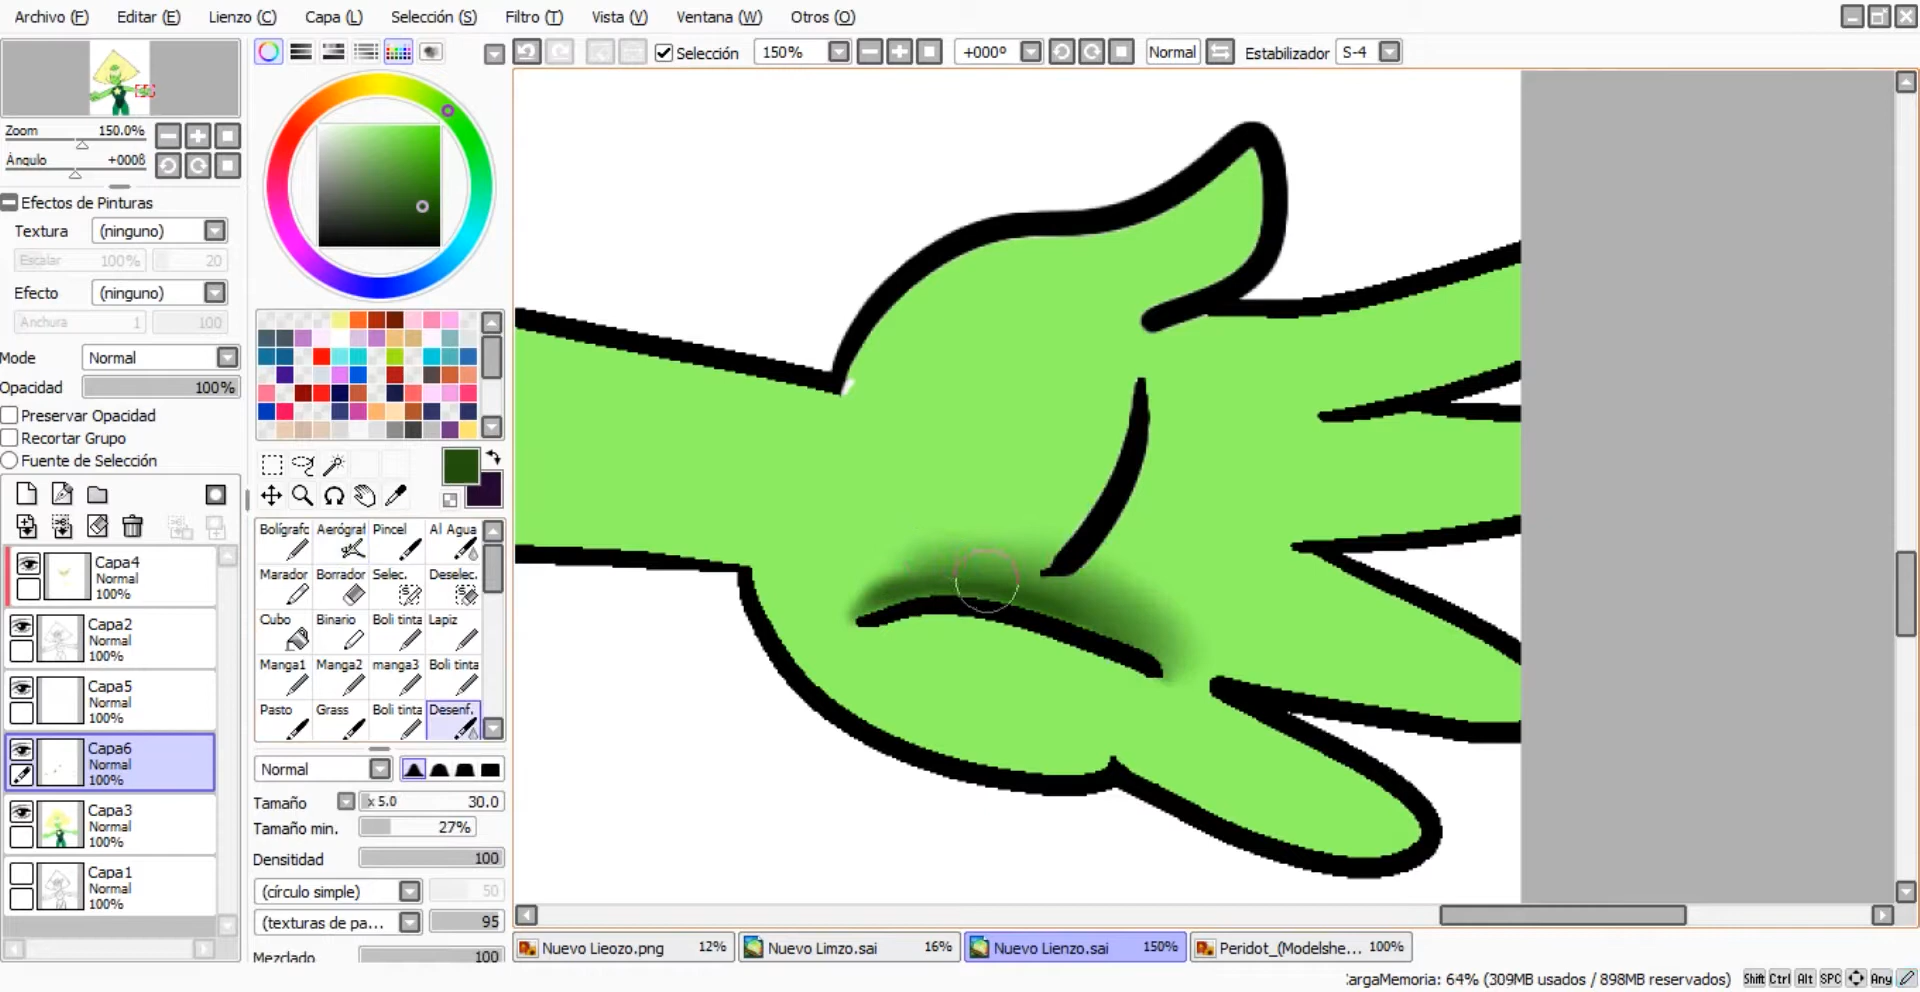 Archivo (F) Editar (E) Lienzo (C) Capa (L) Selección (S) Filtro (T) Vista (V) Ventana (W) Otros (O)
Selección 150% +000º Normal Estabilizador S-4
Zoom 150.0%
Ángulo +000ß
Efectos de Pinturas
Textura (ninguno)
Escalar 100% 20
Efecto (ninguno)
Anchura 1 100
Mode Normal
Opacidad 100%
Preservar Opacidad
Recortar Grupo
Fuente de Selección
Capa4
Normal
100%
Capa2
Normal
100%
Capa5
Normal
100%
Capa6
Normal
100%
Capa3
Normal
100%
Capa1
Normal
100%
Bolígrafo Aerógraf Pincel Al Agua
Marador Borrador Selec. Deselec.
Cubo Binario Boli tinta Lapiz
Manga1 Manga2 manga3 Boli tinta
Pasto Grass Boli tinta Desenf.
Normal
Tamaño x 5.0 30.0
Tamaño min. 27%
Densitidad 100
(círculo simple) 50
(texturas de pa... 95
Mezclado 100
Nuevo Lieozo.png 12% Nuevo Limzo.sai 16% Nuevo Lienzo.sai 150% Peridot_(Modelshe... 100%
argaMemoria: 64% (309MB usados / 898MB reservados) Shift Ctrl Alt SPC Any